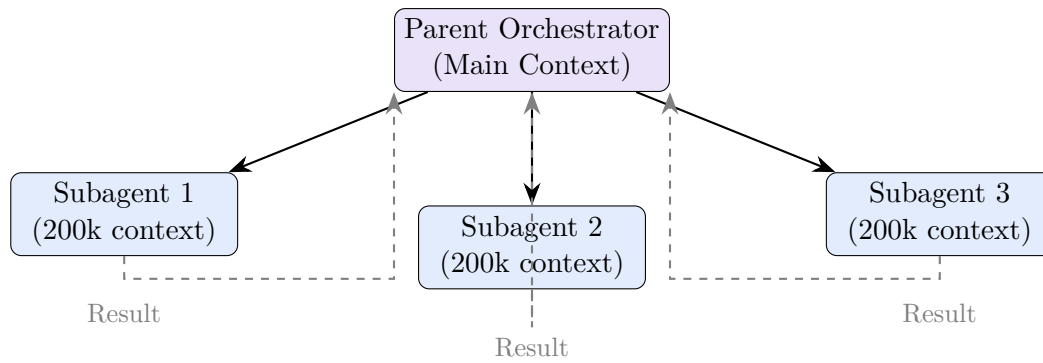 Parent Orchestrator
(Main Context)
Subagent 1
(200k context)
Subagent 2
(200k context)
Subagent 3
(200k context)
Result
Result
Result